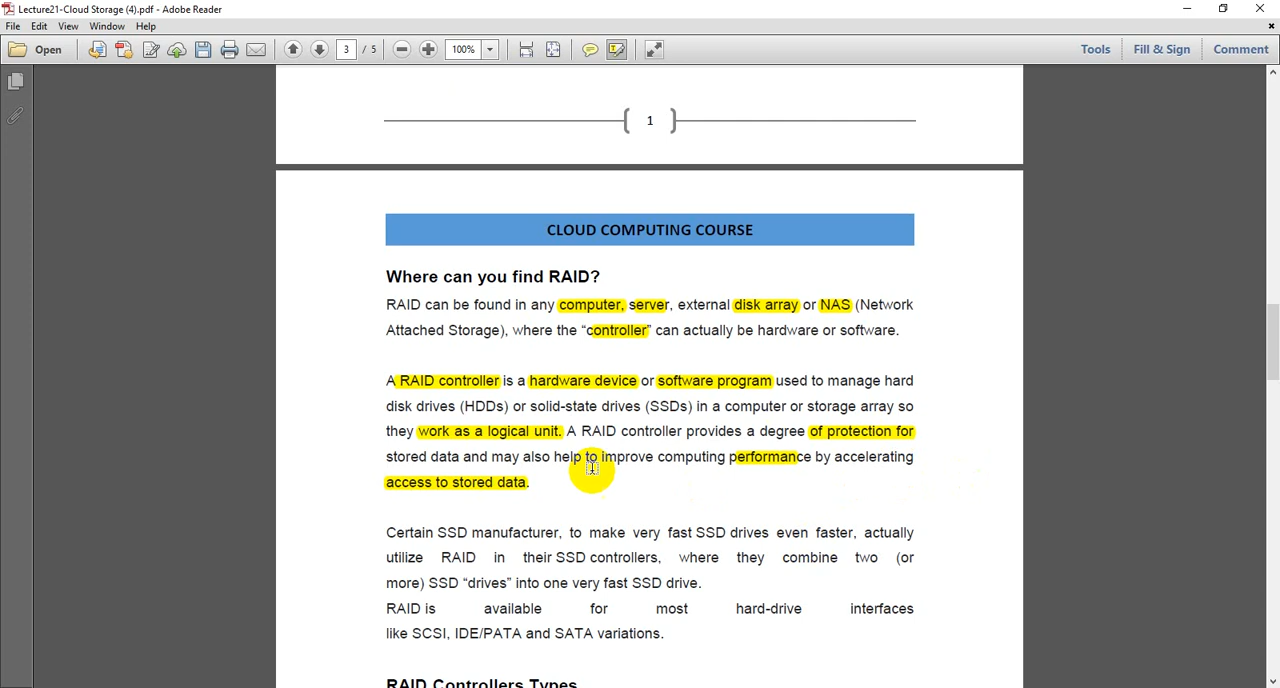 Lecture21-Cloud Storage (4).pdf - Adobe Reader
File Edit View Window Help
Open 3 / 5 100% Tools Fill & Sign Comment
1
CLOUD COMPUTING COURSE
Where can you find RAID?
RAID can be found in any computer, server, external disk array or NAS (Network
Attached Storage), where the “controller” can actually be hardware or software.
A RAID controller is a hardware device or software program used to manage hard
disk drives (HDDs) or solid-state drives (SSDs) in a computer or storage array so
they work as a logical unit. A RAID controller provides a degree of protection for
stored data and may also help to improve computing performance by accelerating
access to stored data.
Certain SSD manufacturer, to make very fast SSD drives even faster, actually
utilize RAID in their SSD controllers, where they combine two (or
more) SSD “drives” into one very fast SSD drive.
RAID is available for most hard-drive interfaces
like SCSI, IDE/PATA and SATA variations.
RAID Controllers Types